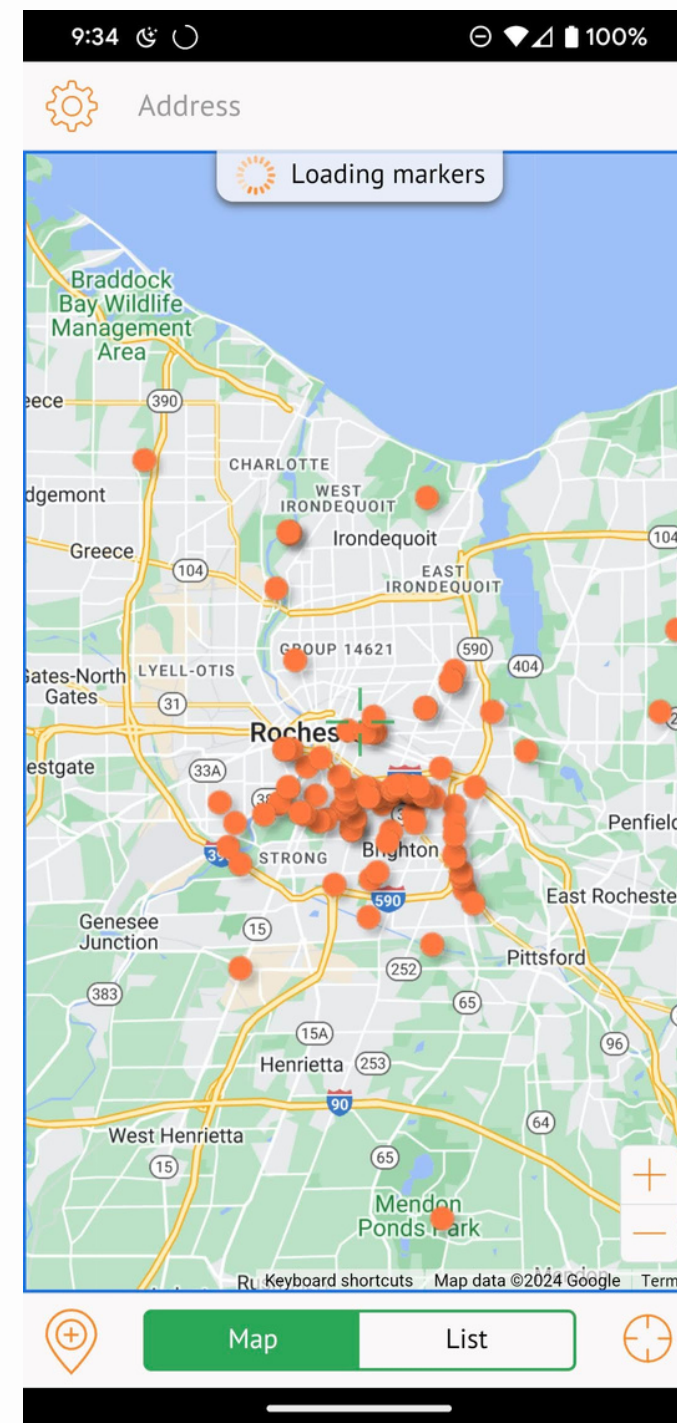 9:34
100%
Address
Loading markers
Braddock
Bay Wildlife
Management
Area
ece
390
CHARLOTTE
dgemont
WEST
IRONDEQUOIT
Irondequoit
104
Greece
104
EAST
IRONDEQUOIT
GROUP 14621
590
404
Gates-North
Gates
LYELL-OTIS
31
Roches
estgate
33A
Penfield
STRONG
Brighton
590
East Rocheste
Genesee
Junction
15
Pittsford
252
383
65
15A
96
Henrietta
253
90
64
West Henrietta
65
15
Mendon
Ponds Park
Keyboard shortcuts
Map data ©2024 Google
Term
Map
List